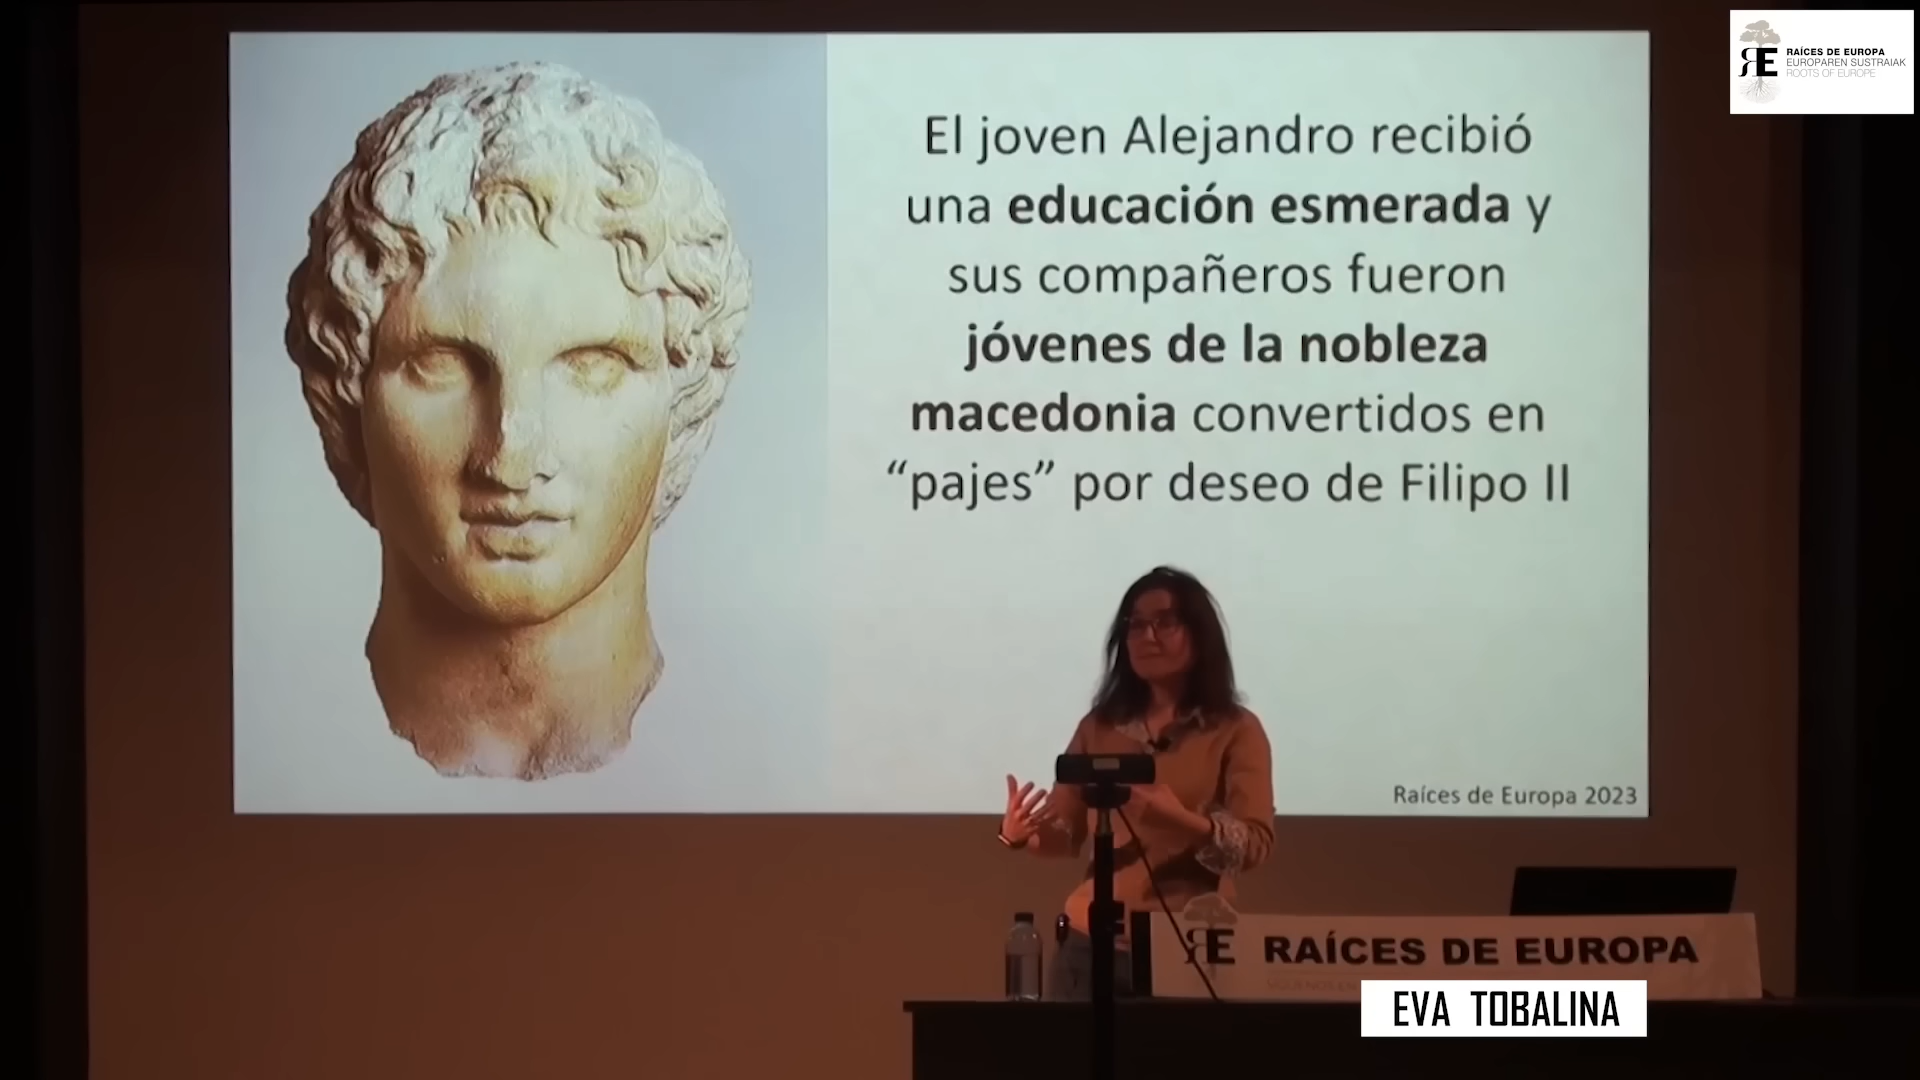 RAÍCES DE EUROPA
EUROPAREN SUSTRAIAK
ROOTS OF EUROPE
El joven Alejandro recibió
una educación esmerada y
sus compañeros fueron
jóvenes de la nobleza
macedonia convertidos en
“pajes” por deseo de Filipo II
Raíces de Europa 2023
RE RAÍCES DE EUROPA
EVA TOBALINA